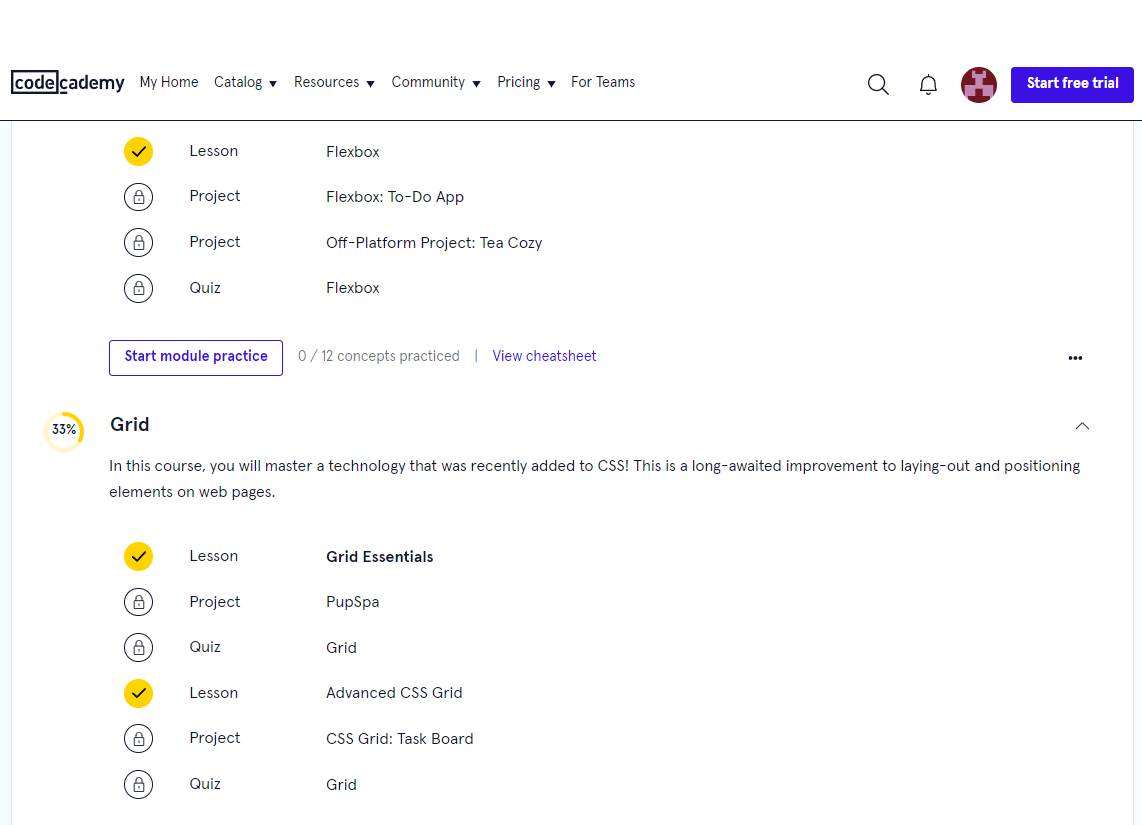 codecademy My Home Catalog Resources Community Pricing For Teams Start free trial
Lesson Flexbox
Project Flexbox: To-Do App
Project Off-Platform Project: Tea Cozy
Quiz Flexbox
Start module practice 0 / 12 concepts practiced | View cheatsheet
33% Grid
In this course, you will master a technology that was recently added to CSS! This is a long-awaited improvement to laying-out and positioning
elements on web pages.
Lesson Grid Essentials
Project PupSpa
Quiz Grid
Lesson Advanced CSS Grid
Project CSS Grid: Task Board
Quiz Grid